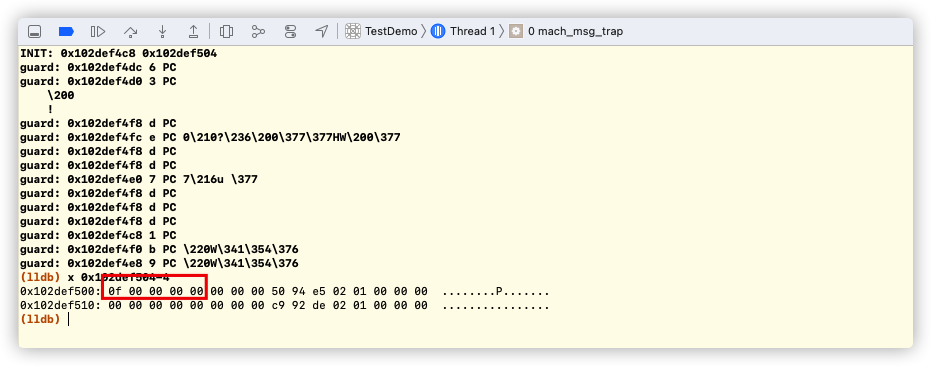 TestDemo 〉 Thread 1 〉 0 mach_msg_trap
INIT: 0x102def4c8 0x102def504
guard: 0x102def4dc 6 PC
guard: 0x102def4d0 3 PC
\200
!
guard: 0x102def4f8 d PC
guard: 0x102def4fc e PC 0\210?\236\200\377\377HW\200\377
guard: 0x102def4f8 d PC
guard: 0x102def4f8 d PC
guard: 0x102def4e0 7 PC 7\216u \377
guard: 0x102def4f8 d PC
guard: 0x102def4f8 d PC
guard: 0x102def4f8 d PC
guard: 0x102def4c8 1 PC
guard: 0x102def4f0 b PC \220W\341\354\376
guard: 0x102def4e8 9 PC \220W\341\354\376
(lldb) x 0x102def504-4
0x102def500: 0f 00 00 00 00 00 00 00 50 94 e5 02 01 00 00 00 ........P.......
0x102def510: 00 00 00 00 00 00 00 00 c9 92 de 02 01 00 00 00 ................
(lldb)